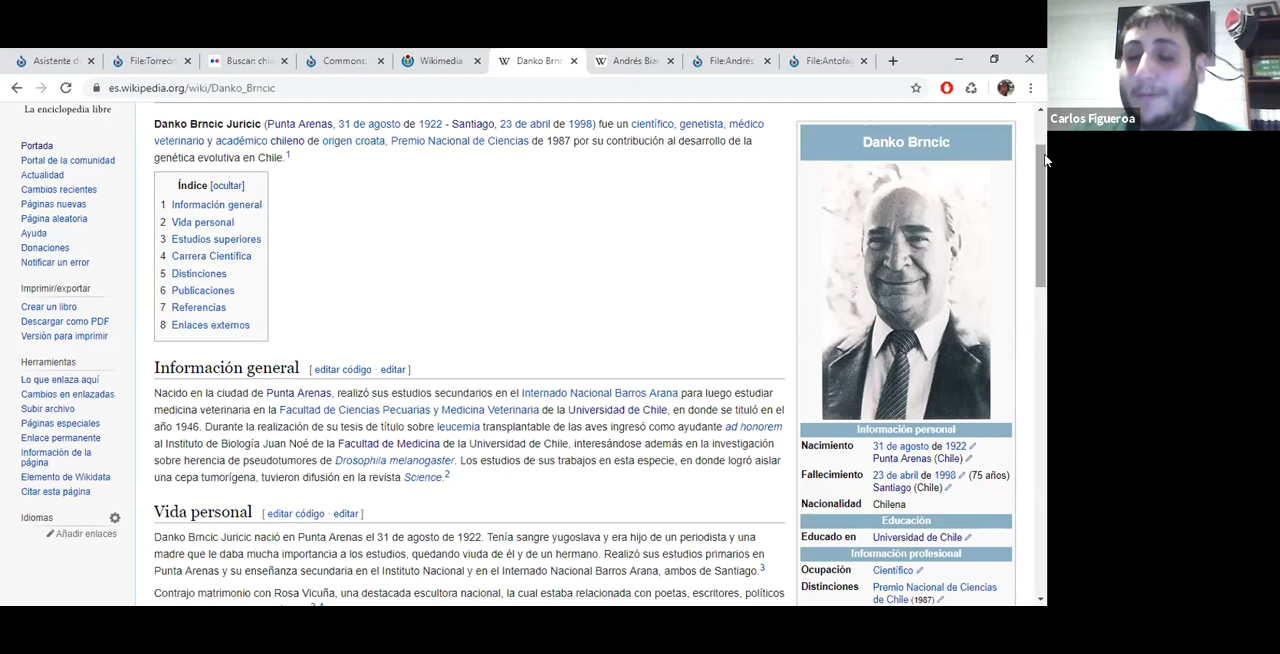 Asistente d
File:Torreón
Buscan chi
Commons:
Wikimedia
Danko Brnc
Andrés Bia
File:Andrés
File:Antofag
es.wikipedia.org/wiki/Danko_Brncic
Carlos Figueroa
La enciclopedia libre
Portada
Portal de la comunidad
Actualidad
Cambios recientes
Páginas nuevas
Página aleatoria
Ayuda
Donaciones
Notificar un error
Imprimir/exportar
Crear un libro
Descargar como PDF
Versión para imprimir
Herramientas
Lo que enlaza aquí
Cambios en enlazadas
Subir archivo
Páginas especiales
Enlace permanente
Información de la
página
Elemento de Wikidata
Citar esta página
Idiomas
Añadir enlaces
Danko Brncic Juricic (Punta Arenas, 31 de agosto de 1922 - Santiago, 23 de abril de 1998) fue un científico, genetista, médico
veterinario y académico chileno de origen croata, Premio Nacional de Ciencias de 1987 por su contribución al desarrollo de la
genética evolutiva en Chile.1
Índice [ocultar]
1 Información general
2 Vida personal
3 Estudios superiores
4 Carrera Científica
5 Distinciones
6 Publicaciones
7 Referencias
8 Enlaces externos
Información general [ editar código · editar ]
Nacido en la ciudad de Punta Arenas, realizó sus estudios secundarios en el Internado Nacional Barros Arana para luego estudiar
medicina veterinaria en la Facultad de Ciencias Pecuarias y Medicina Veterinaria de la Universidad de Chile, en donde se tituló en el
año 1946. Durante la realización de su tesis de título sobre leucemia transplantable de las aves ingresó como ayudante ad honorem
al Instituto de Biología Juan Noé de la Facultad de Medicina de la Universidad de Chile, interesándose además en la investigación
sobre herencia de pseudotumores de Drosophila melanogaster. Los estudios de sus trabajos en esta especie, en donde logró aislar
una cepa tumorígena, tuvieron difusión en la revista Science.2
Vida personal [ editar código · editar ]
Danko Brncic Juricic nació en Punta Arenas el 31 de agosto de 1922. Tenía sangre yugoslava y era hijo de un periodista y una
madre que le daba mucha importancia a los estudios, quedando viuda de él y de un hermano. Realizó sus estudios primarios en
Punta Arenas y su enseñanza secundaria en el Instituto Nacional y en el Internado Nacional Barros Arana, ambos de Santiago.3
Contrajo matrimonio con Rosa Vicuña, una destacada escultora nacional, la cual estaba relacionada con poetas, escritores, políticos
Danko Brncic
Información personal
Nacimiento 31 de agosto de 1922
Punta Arenas (Chile)
Fallecimiento 23 de abril de 1998 (75 años)
Santiago (Chile)
Nacionalidad Chilena
Educación
Educado en Universidad de Chile
Información profesional
Ocupación Científico
Distinciones Premio Nacional de Ciencias
de Chile (1987)